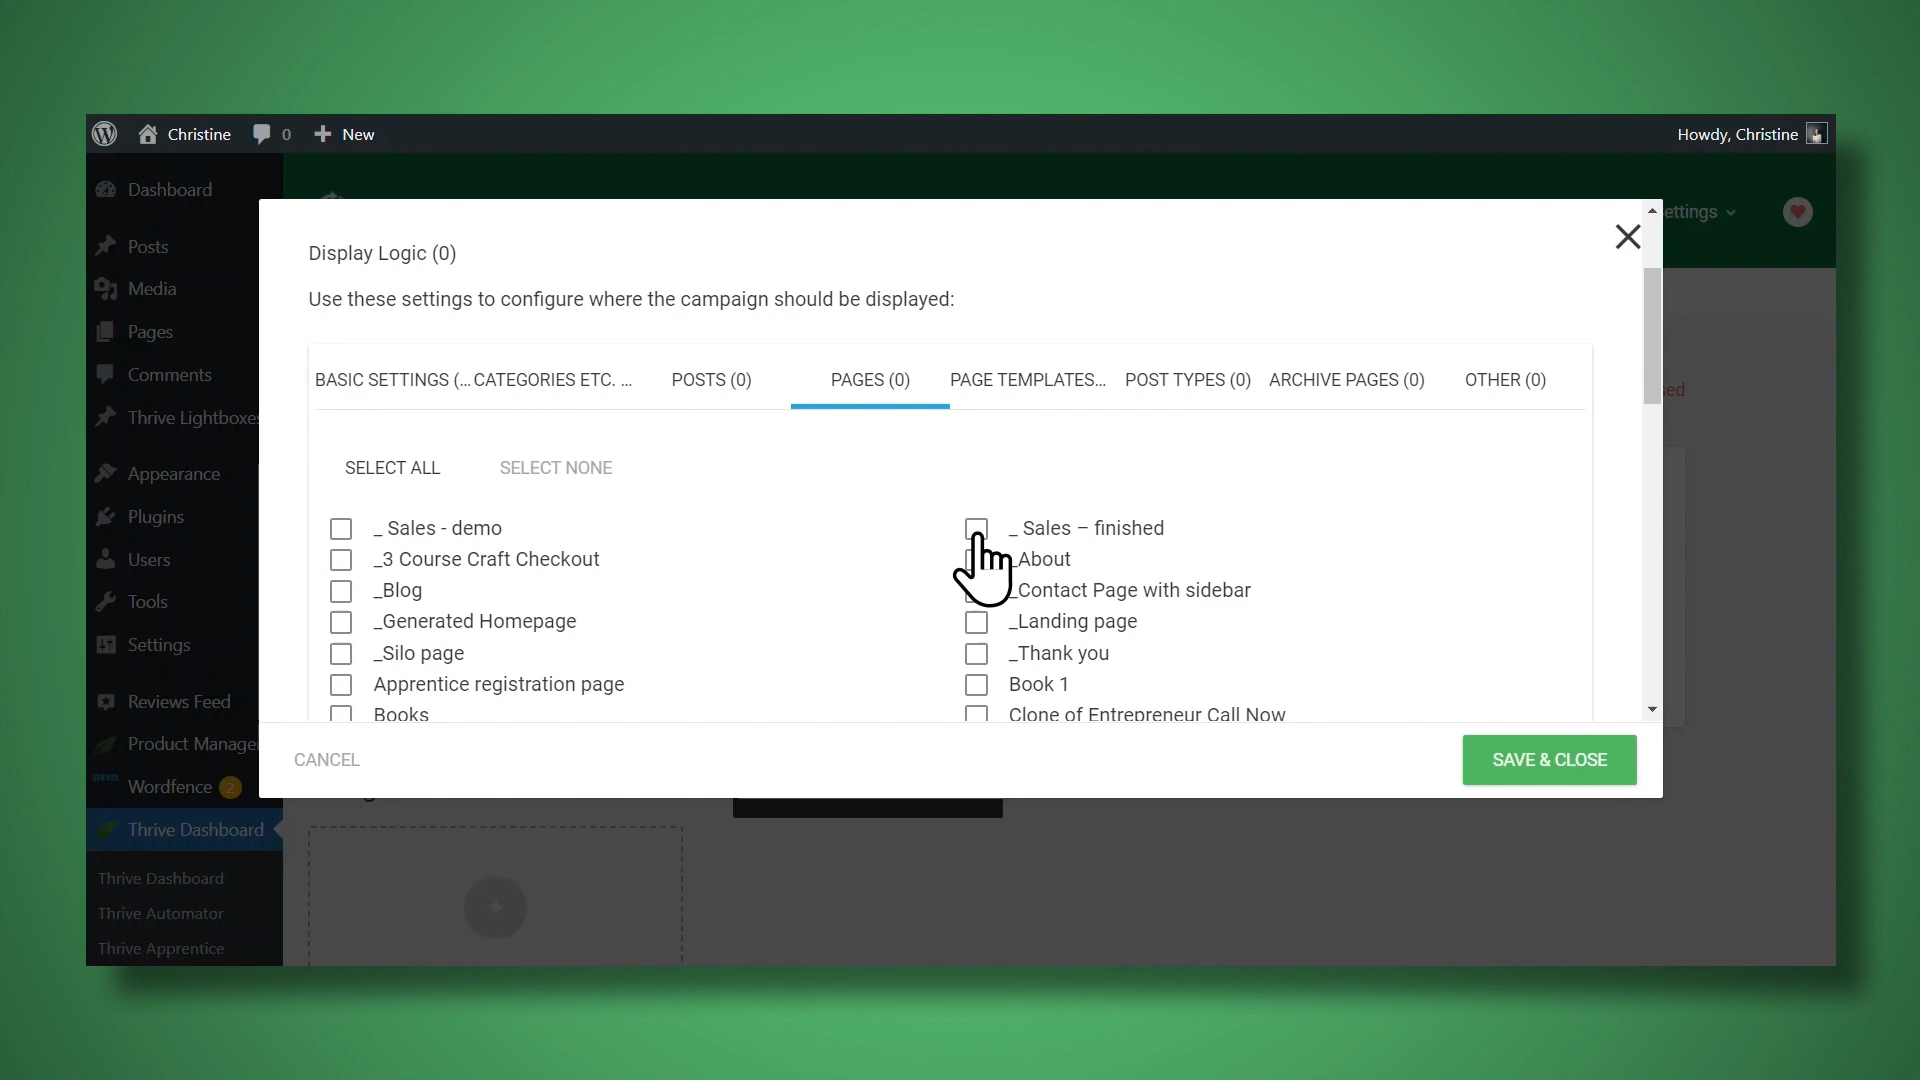 Christine
0
New
Howdy, Christine
Dashboard
Posts
Media
Pages
Comments
Thrive Lightboxes
Appearance
Plugins
Users
Tools
Settings
Reviews Feed
Product Manage
Wordfence 2
Thrive Dashboard
Thrive Dashboard
Thrive Automator
Thrive Apprentice
ettings
Display Logic (0)
Use these settings to configure where the campaign should be displayed:
BASIC SETTINGS (... CATEGORIES ETC. ... POSTS (0) PAGES (0) PAGE TEMPLATES... POST TYPES (0) ARCHIVE PAGES (0) OTHER (0)
SELECT ALL SELECT NONE
_ Sales - demo
_ Sales – finished
_3 Course Craft Checkout
_About
_Blog
_Contact Page with sidebar
_Generated Homepage
_Landing page
_Silo page
_Thank you
Apprentice registration page
Book 1
Books
Clone of Entrepreneur Call Now
CANCEL
SAVE & CLOSE